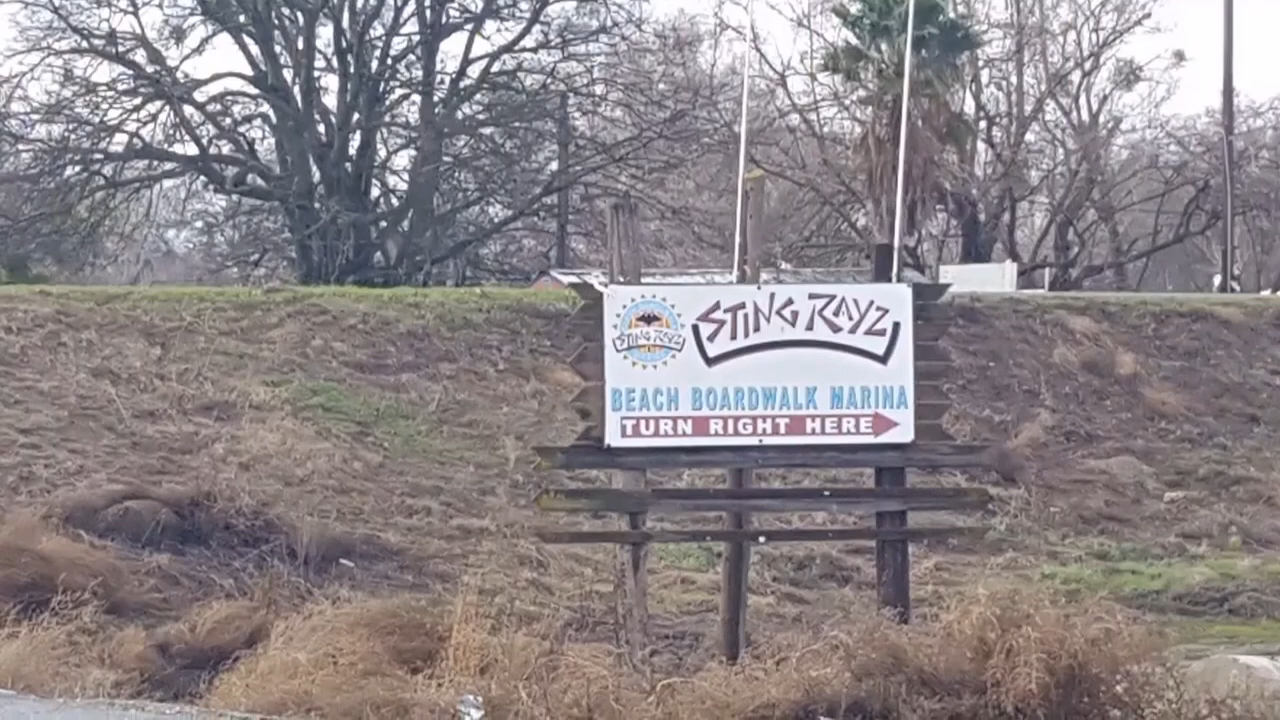 STING RAYZ
STING RAYZ
BEACH BOARDWALK MARINA
TURN RIGHT HERE